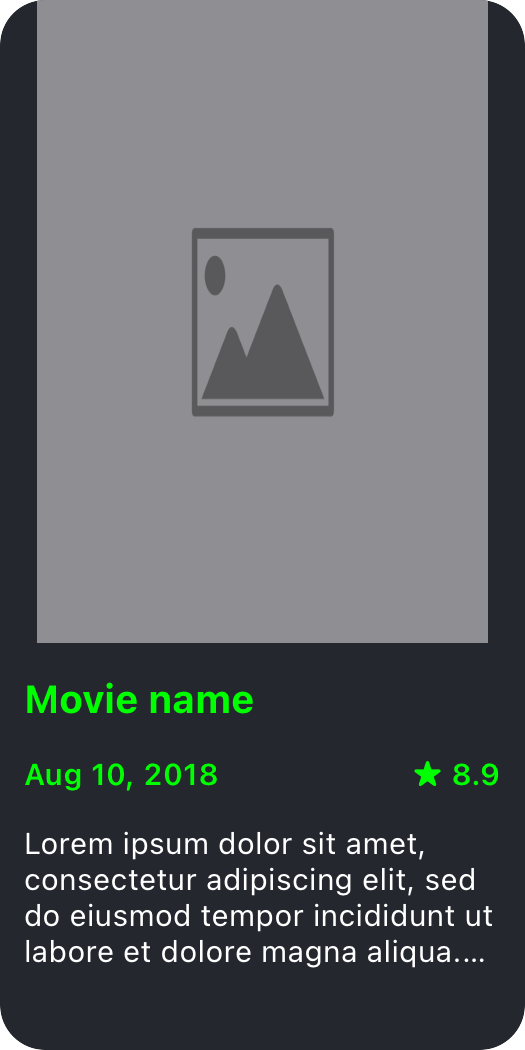 Movie name
Aug 10, 2018 ★ 8.9
Lorem ipsum dolor sit amet,
consectetur adipiscing elit, sed
do eiusmod tempor incididunt ut
labore et dolore magna aliqua.…